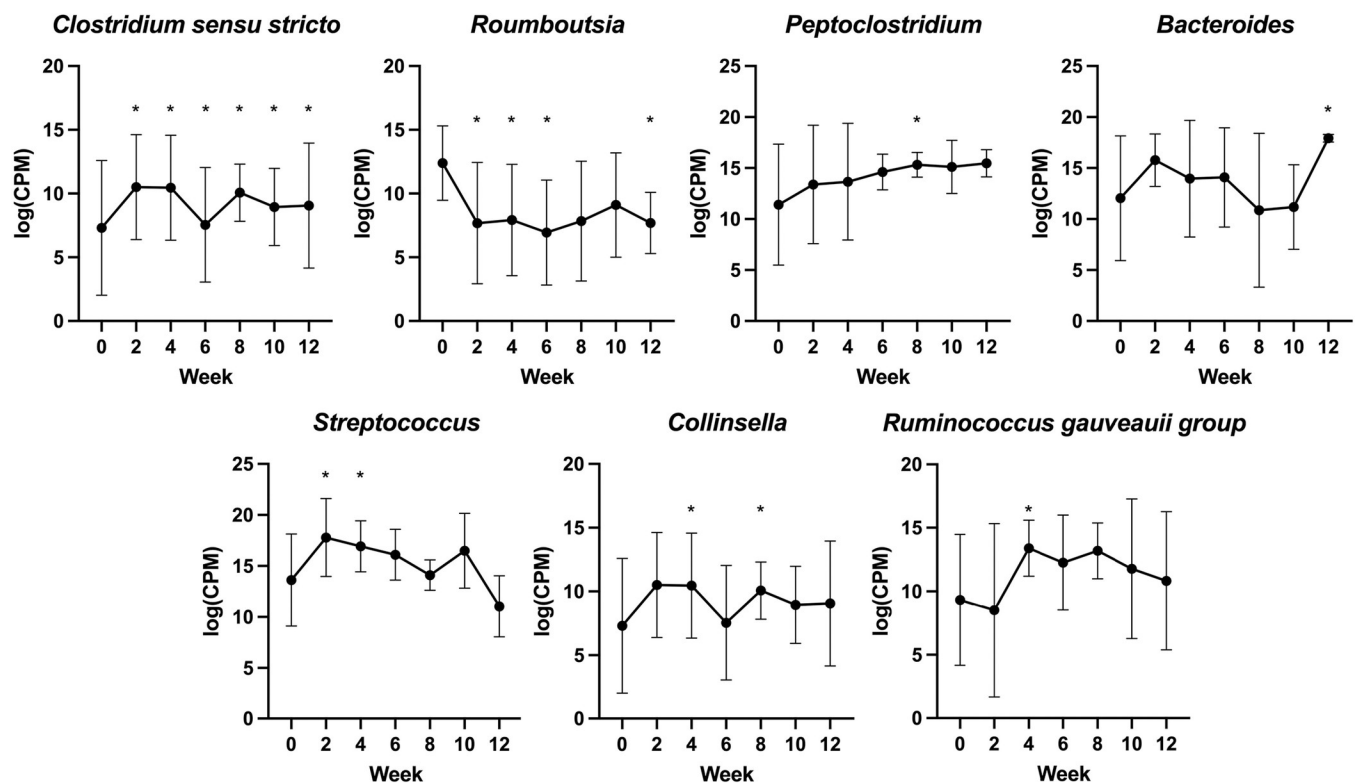 Clostridium sensu stricto
20
15
10
5
0
log(CPM)
* * * * * *
0 2 4 6 8 10 12
Week
Roumboutsia
20
15
10
5
0
log(CPM)
* * * *
0 2 4 6 8 10 12
Week
Peptoclostridium
25
20
15
10
5
0
log(CPM)
*
0 2 4 6 8 10 12
Week
Bacteroides
25
20
15
10
5
0
log(CPM)
*
0 2 4 6 8 10 12
Week
Streptococcus
25
20
15
10
5
0
log(CPM)
* *
0 2 4 6 8 10 12
Week
Collinsella
20
15
10
5
0
log(CPM)
* *
0 2 4 6 8 10 12
Week
Ruminococcus gauveauii group
20
15
10
5
0
log(CPM)
*
0 2 4 6 8 10 12
Week